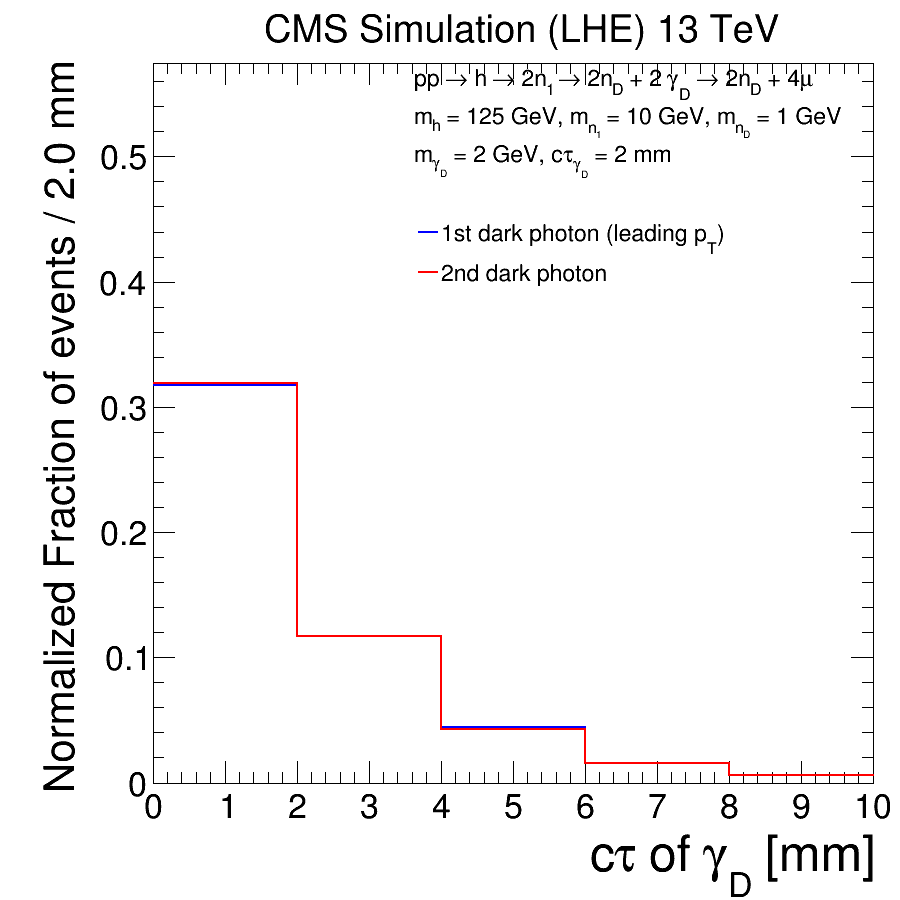 CMS Simulation (LHE) 13 TeV
pp → h → 2n₁ → 2n_D + 2 γ_D → 2n_D + 4μ
m_h = 125 GeV, m_n₁ = 10 GeV, m_n_D = 1 GeV
m_γ_D = 2 GeV, cτ_γ_D = 2 mm
1st dark photon (leading p_T)
2nd dark photon
Normalized Fraction of events / 2.0 mm
0.5
0.4
0.3
0.2
0.1
0
0 1 2 3 4 5 6 7 8 9 10
cτ of γ_D [mm]